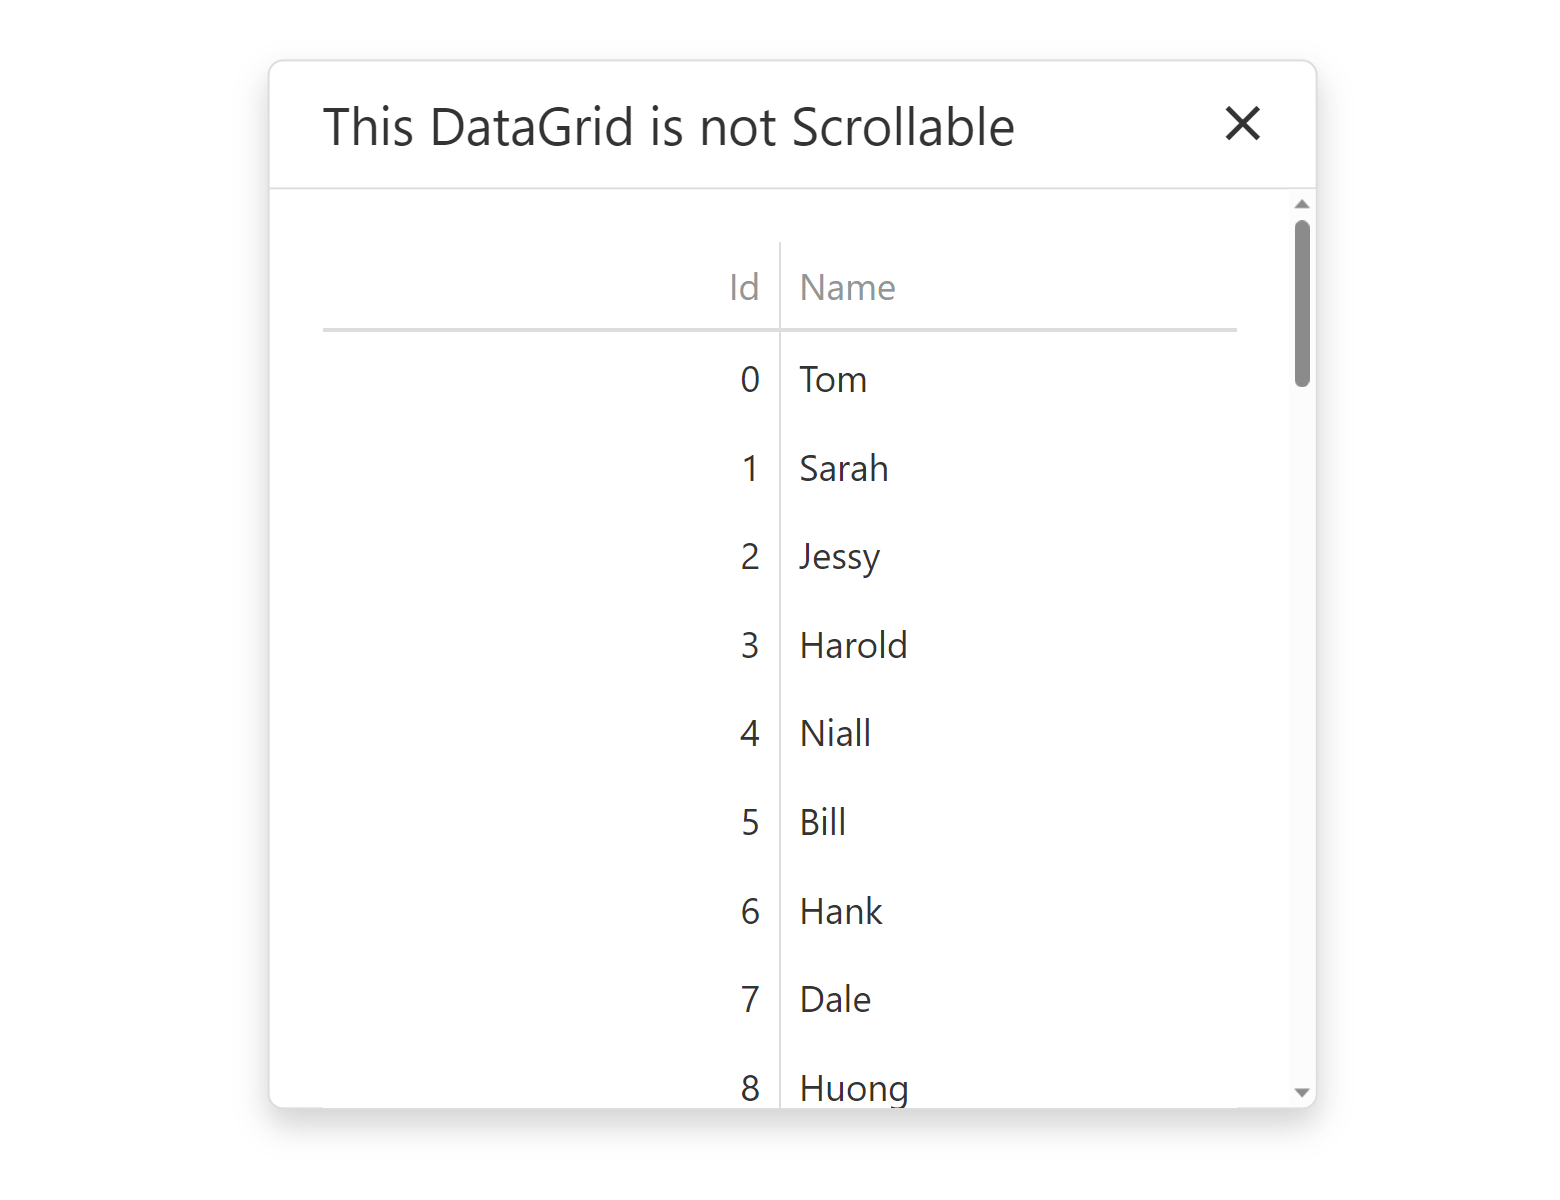 This DataGrid is not Scrollable
Id Name
0 Tom
1 Sarah
2 Jessy
3 Harold
4 Niall
5 Bill
6 Hank
7 Dale
8 Huong